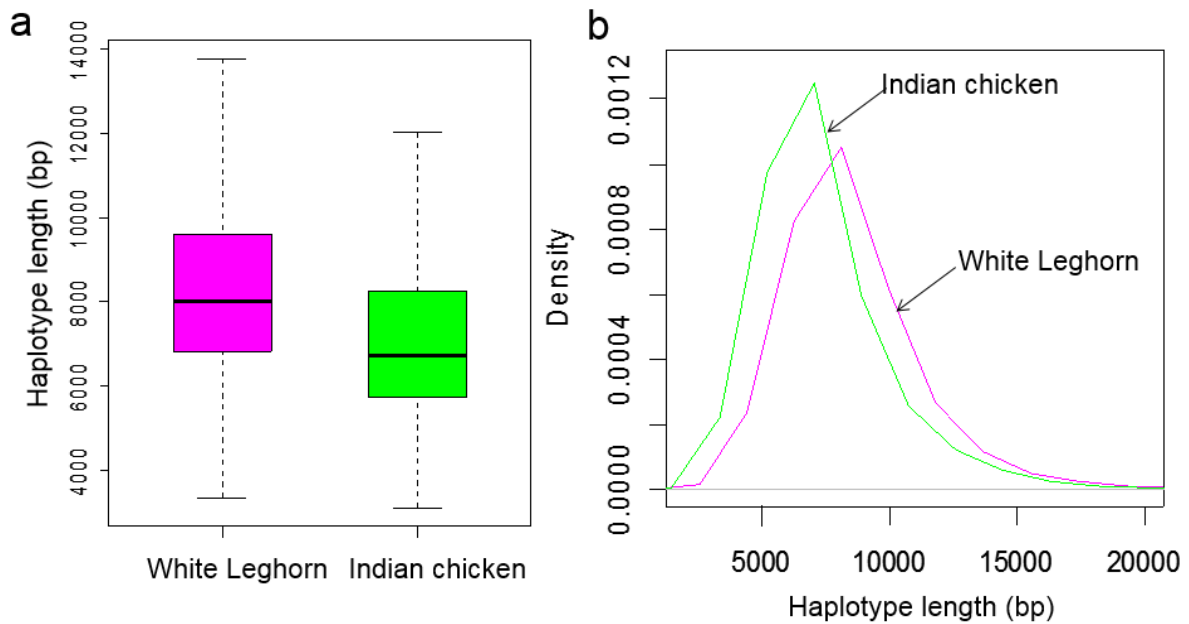 a
Haplotype length (bp)
14000
12000
10000
8000
6000
4000
White Leghorn
Indian chicken
b
Density
0.0012
0.0008
0.0004
0.0000
Indian chicken
White Leghorn
5000
10000
15000
20000
Haplotype length (bp)